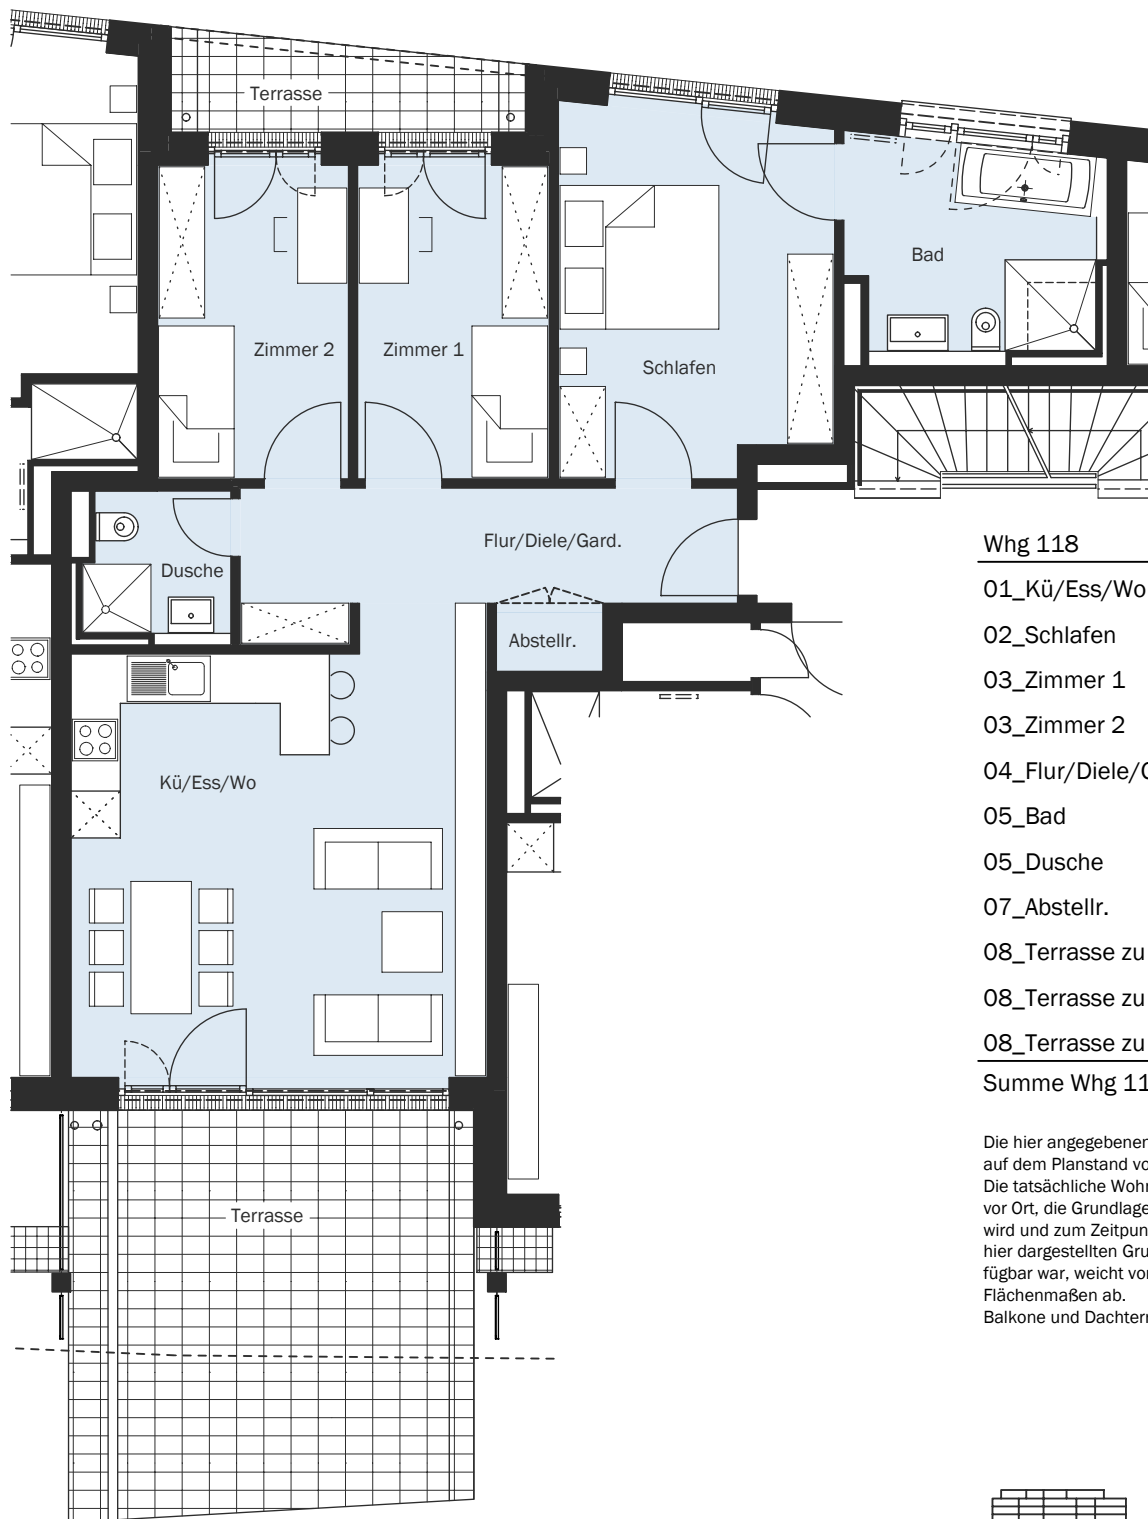 Terrasse
Bad
Zimmer 2
Zimmer 1
Schlafen
Flur/Diele/Gard.
Dusche
Abstellr.
Kü/Ess/Wo
Terrasse
Whg 118
01_Kü/Ess/Wo
02_Schlafen
03_Zimmer 1
03_Zimmer 2
04_Flur/Diele/
05_Bad
05_Dusche
07_Abstellr.
08_Terrasse zu
08_Terrasse zu
08_Terrasse zu
Summe Whg 11
Die hier angegebenen
auf dem Planstand vo
Die tatsächliche Wohn
vor Ort, die Grundlage
wird und zum Zeitpun
hier dargestellten Gru
fügbar war, weicht vor
Flächenmaßen ab.
Balkone und Dachterr